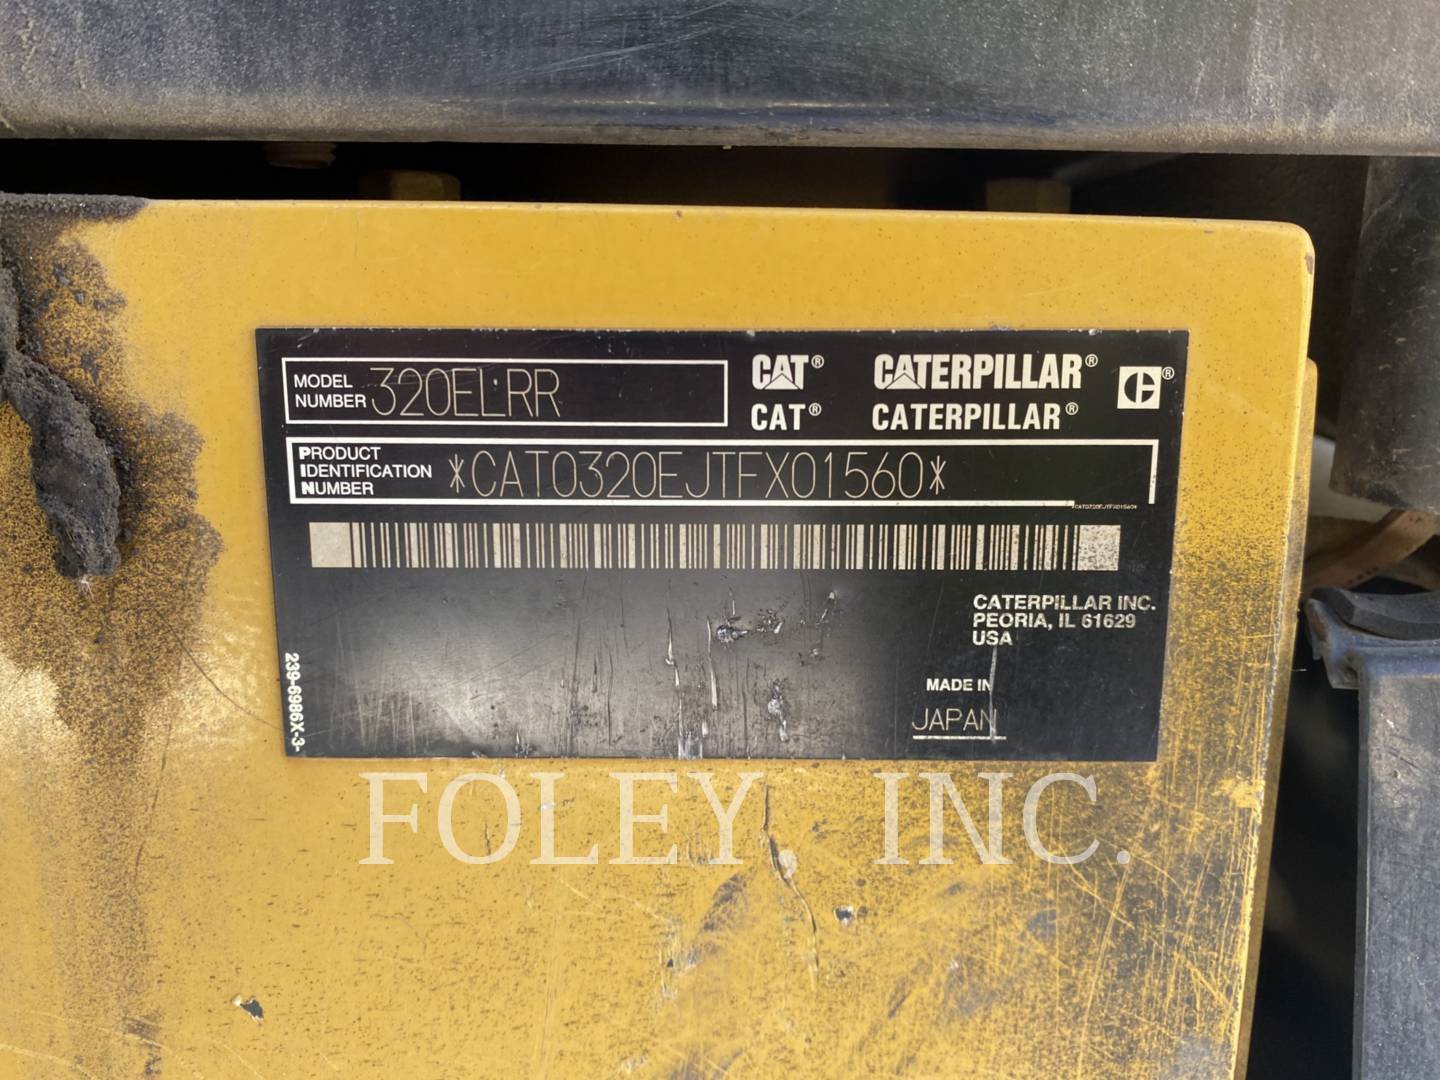 MODEL NUMBER 320ELRR
CAT® CATERPILLAR®
CAT® CATERPILLAR®
PRODUCT IDENTIFICATION NUMBER *CAT0320EJTFX01560*
*CAT0320EJTFX01560*
CATERPILLAR INC.
PEORIA, IL 61629
USA
MADE IN
JAPAN
239-6986X-3-
FOLEY INC.